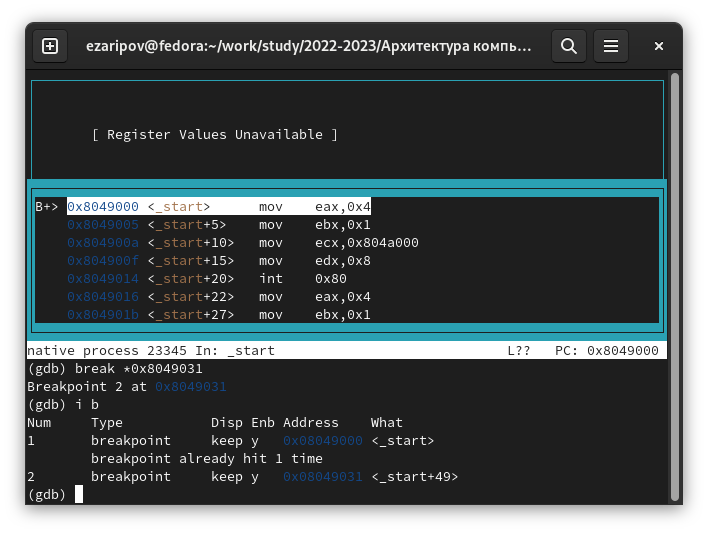 ezaripov@fedora:~/work/study/2022-2023/Архитектура компь...
[ Register Values Unavailable ]
B+> 0x8049000 <_start>      mov    eax,0x4
    0x8049005 <_start+5>    mov    ebx,0x1
    0x804900a <_start+10>   mov    ecx,0x804a000
    0x804900f <_start+15>   mov    edx,0x8
    0x8049014 <_start+20>   int    0x80
    0x8049016 <_start+22>   mov    eax,0x4
    0x804901b <_start+27>   mov    ebx,0x1
native process 23345 In: _start                             L??   PC: 0x8049000
(gdb) break *0x8049031
Breakpoint 2 at 0x8049031
(gdb) i b
Num     Type           Disp Enb Address    What
1       breakpoint     keep y   0x08049000 <_start>
        breakpoint already hit 1 time
2       breakpoint     keep y   0x08049031 <_start+49>
(gdb)